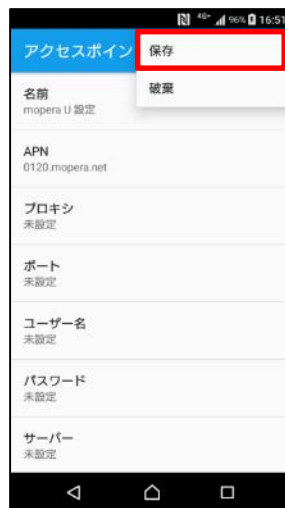 4G+ 96% 16:51
アクセスポイン
保存
破棄
名前
mopera U 設定
APN
0120.mopera.net
プロキシ
未設定
ポート
未設定
ユーザー名
未設定
パスワード
未設定
サーバー
未設定